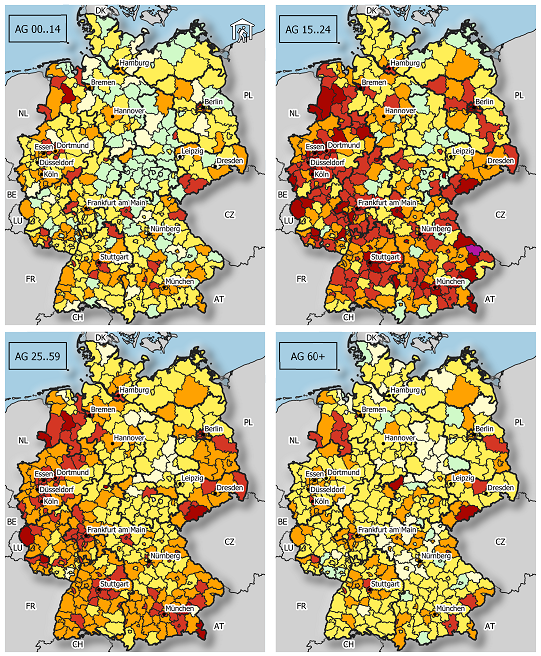 AG 00..14
DK
Hamburg
Bremen
PL
NL
Hannover
Berlin
Essen
Dortmund
Düsseldorf
Leipzig
Köln
Dresden
BE
Frankfurt am Main
LU
CZ
Nürnberg
Stuttgart
FR
München
AT
CH
AG 15..24
DK
Hamburg
Bremen
PL
NL
Hannover
Berlin
Essen
Dortmund
Düsseldorf
Leipzig
Köln
Dresden
BE
Frankfurt am Main
LU
CZ
Nürnberg
Stuttgart
FR
München
AT
CH
AG 25..59
DK
Hamburg
Bremen
PL
NL
Hannover
Berlin
Essen
Dortmund
Düsseldorf
Leipzig
Köln
Dresden
BE
Frankfurt am Main
LU
CZ
Nürnberg
Stuttgart
FR
München
AT
CH
AG 60+
DK
Hamburg
Bremen
PL
NL
Hannover
Berlin
Essen
Dortmund
Düsseldorf
Leipzig
Köln
Dresden
BE
Frankfurt am Main
LU
CZ
Nürnberg
Stuttgart
FR
München
AT
CH